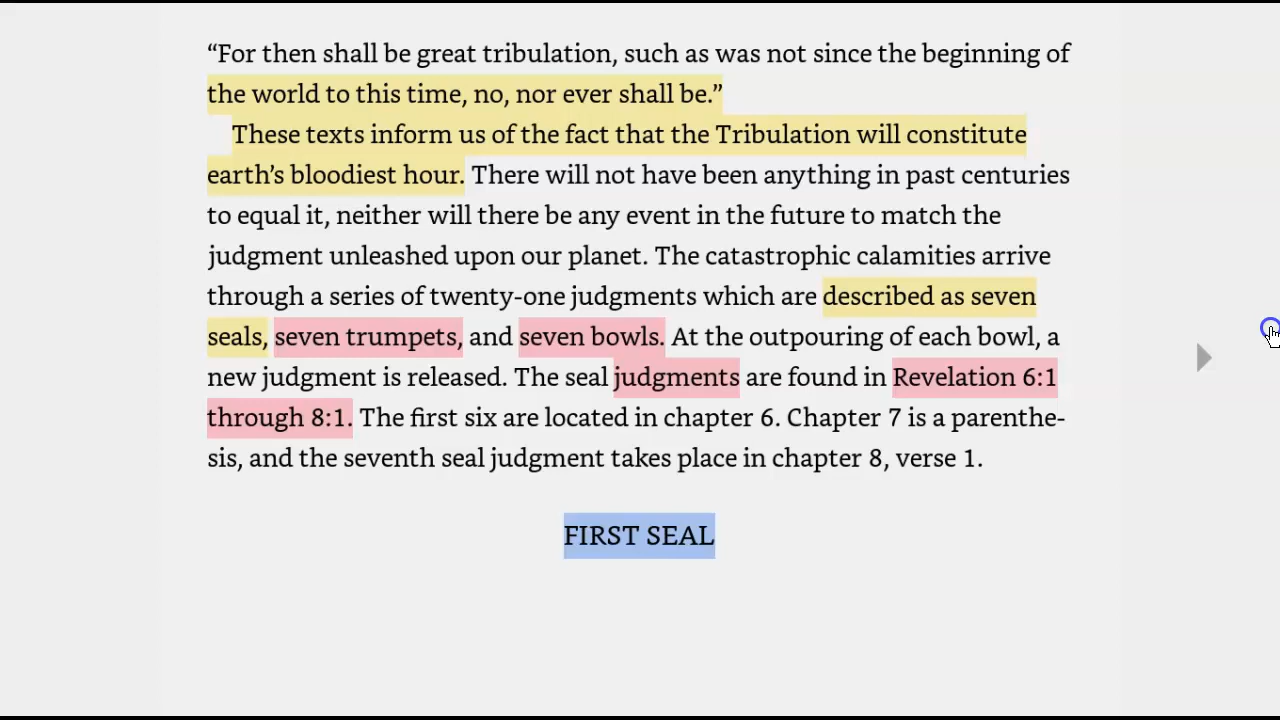 “For then shall be great tribulation, such as was not since the beginning of
the world to this time, no, nor ever shall be.”
These texts inform us of the fact that the Tribulation will constitute
earth’s bloodiest hour. There will not have been anything in past centuries
to equal it, neither will there be any event in the future to match the
judgment unleashed upon our planet. The catastrophic calamities arrive
through a series of twenty-one judgments which are described as seven
seals, seven trumpets, and seven bowls. At the outpouring of each bowl, a
new judgment is released. The seal judgments are found in Revelation 6:1
through 8:1. The first six are located in chapter 6. Chapter 7 is a parenthe-
sis, and the seventh seal judgment takes place in chapter 8, verse 1.
FIRST SEAL